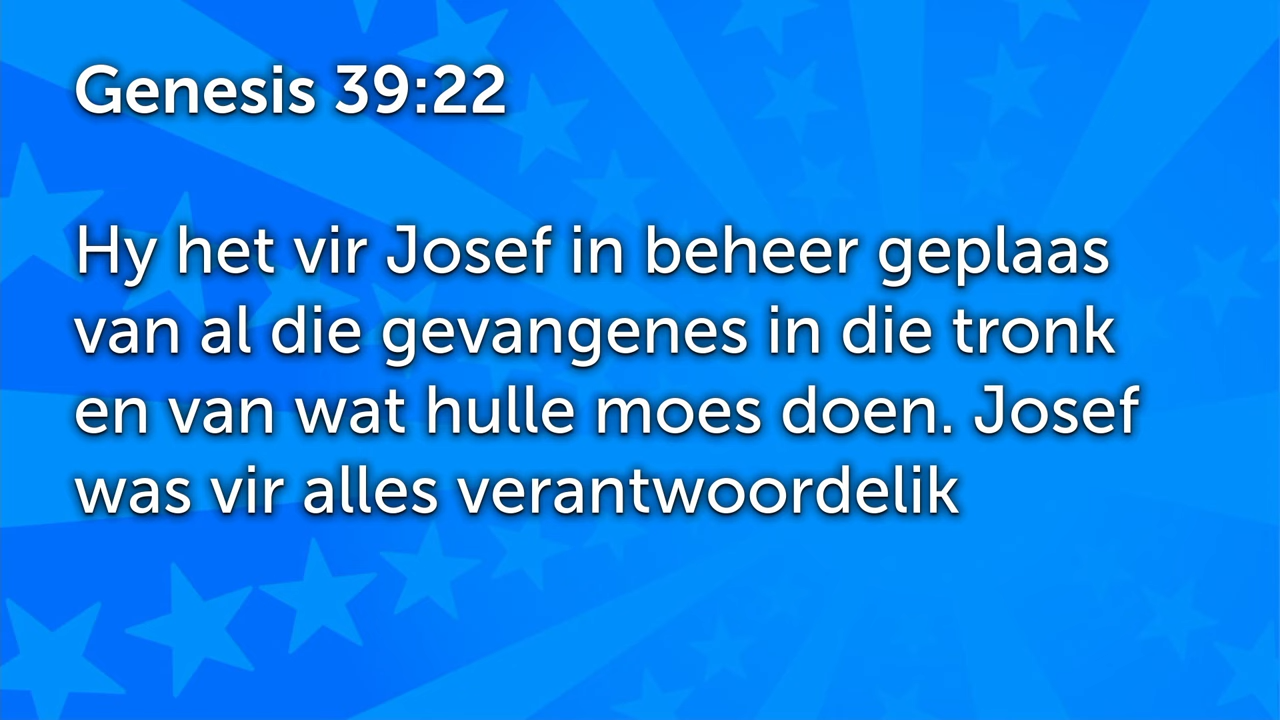 Genesis 39:22
Hy het vir Josef in beheer geplaas
van al die gevangenes in die tronk
en van wat hulle moes doen. Josef
was vir alles verantwoordelik